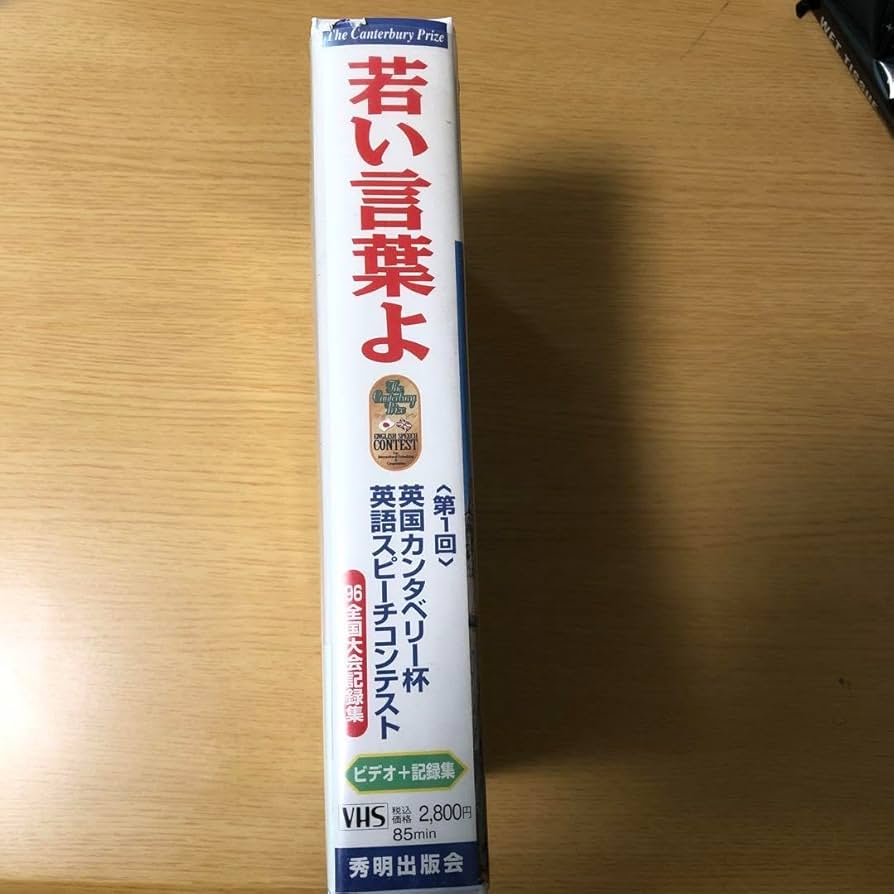 The Canterbury Prize
若い言葉よ
The
Canterbury
Prize
ENGLISH SPEECH
CONTEST
〈第1回〉
英国カンタベリー杯
英語スピーチコンテスト
96全国大会記録集
ビデオ+記録集
VHS 税込価格 2,800円
85min
秀明出版会
WET TISSUE